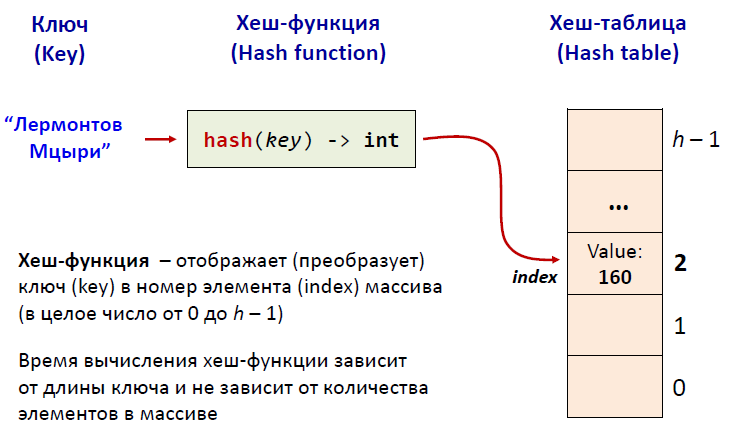 Ключ
(Key)
Хеш-функция
(Hash function)
Хеш-таблица
(Hash table)
“Лермонтов
Мцыри”
hash(key) -> int
h – 1
...
Value:
160
2
index
1
0
Хеш-функция – отображает (преобразует)
ключ (key) в номер элемента (index) массива
(в целое число от 0 до h – 1)
Время вычисления хеш-функции зависит
от длины ключа и не зависит от количества
элементов в массиве